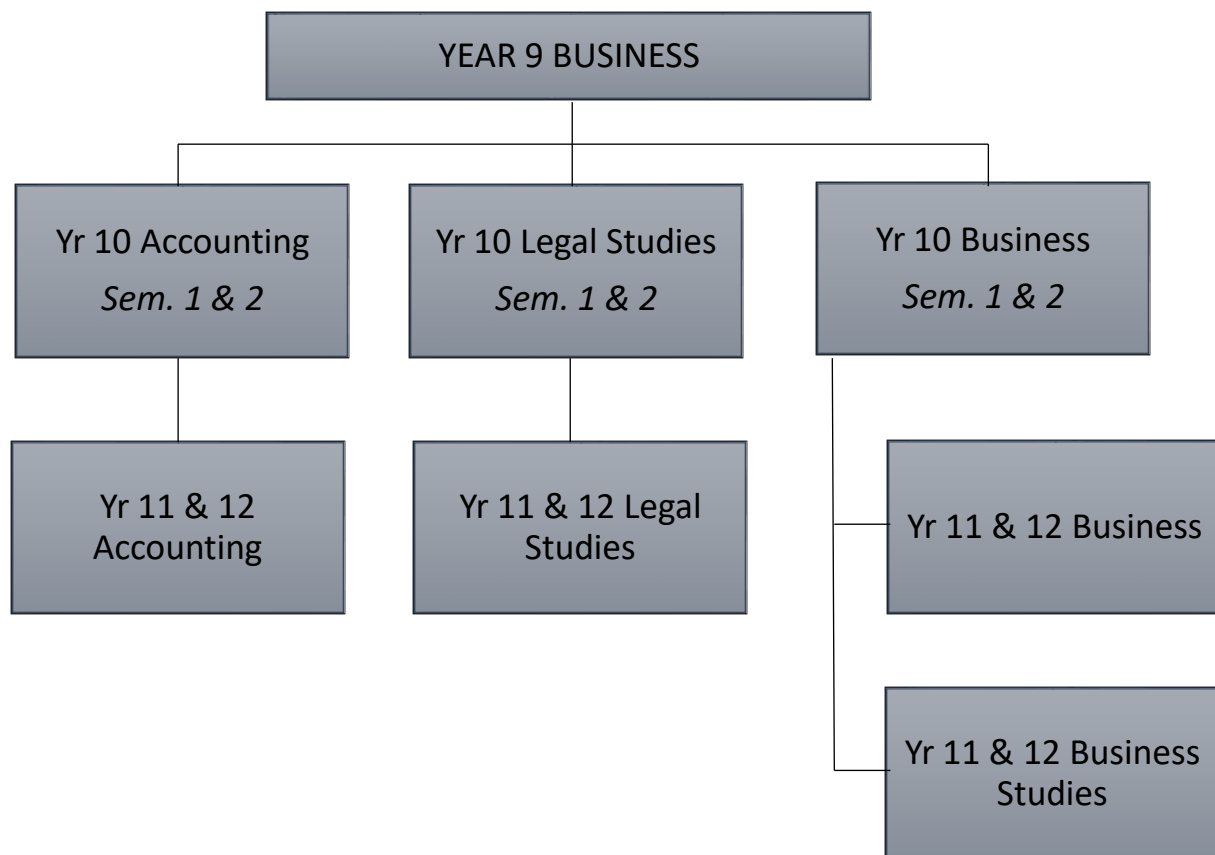 YEAR 9 BUSINESS
Yr 10 Accounting
Sem. 1 & 2
Yr 10 Legal Studies
Sem. 1 & 2
Yr 10 Business
Sem. 1 & 2
Yr 11 & 12
Accounting
Yr 11 & 12 Legal
Studies
Yr 11 & 12 Business
Yr 11 & 12 Business
Studies